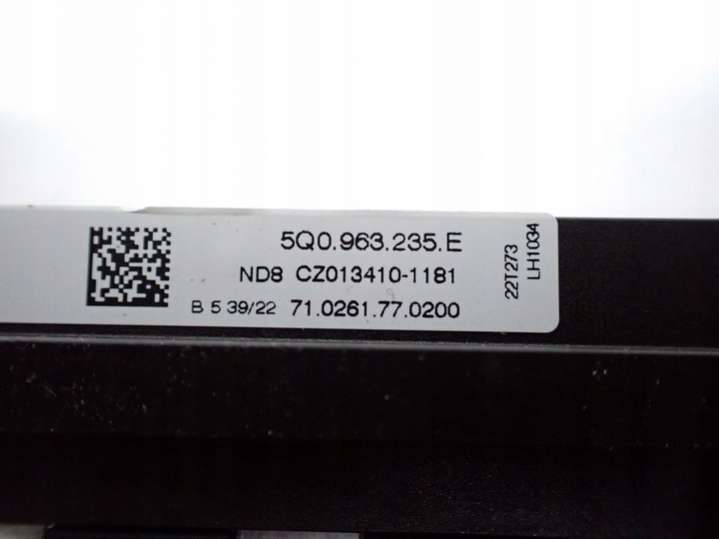 5Q0.963.235.E
ND8 CZ013410-1181
B 5 39/22 71.0261.77.0200
22T273
LH1034